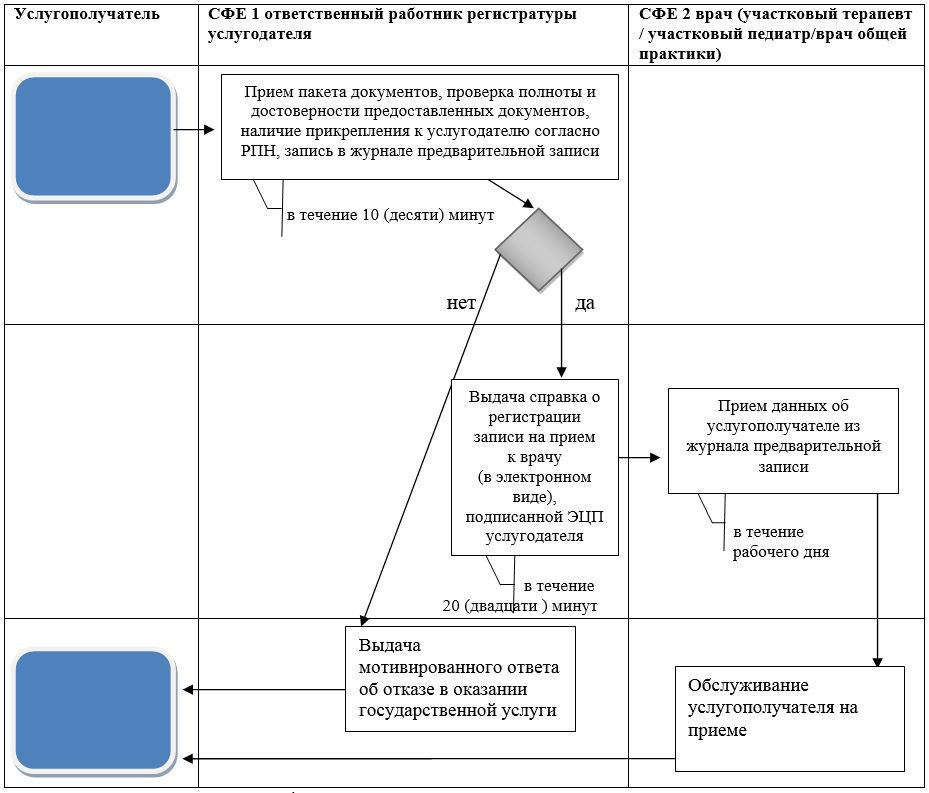 Услугополучатель
СФЕ 1 ответственный работник регистратуры
услугодателя
СФЕ 2 врач (участковый терапевт
/ участковый педиатр/врач общей
практики)
Прием пакета документов, проверка полноты и
достоверности предоставленных документов,
наличие прикрепления к услугодателю согласно
РПН, запись в журнале предварительной записи
в течение 10 (десяти) минут
нет
да
Выдача справка о
регистрации
записи на прием
к врачу
(в электронном
виде),
подписанной ЭЦП
услугодателя
в течение
20 (двадцати ) минут
Прием данных об
услугополучателе из
журнала предварительной
записи
в течение
рабочего дня
Выдача
мотивированного ответа
об отказе в оказании
государственной услуги
Обслуживание
услугополучателя на
приеме